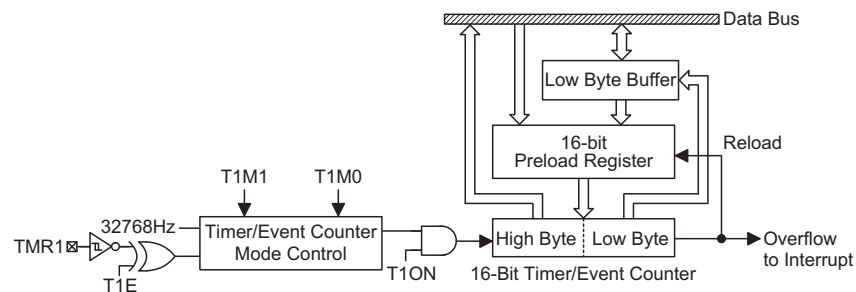 Data Bus
Low Byte Buffer
16-bit
Preload Register
Reload
T1M1
T1M0
32768Hz
TMR1
Timer/Event Counter
Mode Control
T1E
T1ON
High Byte
Low Byte
16-Bit Timer/Event Counter
Overflow
to Interrupt